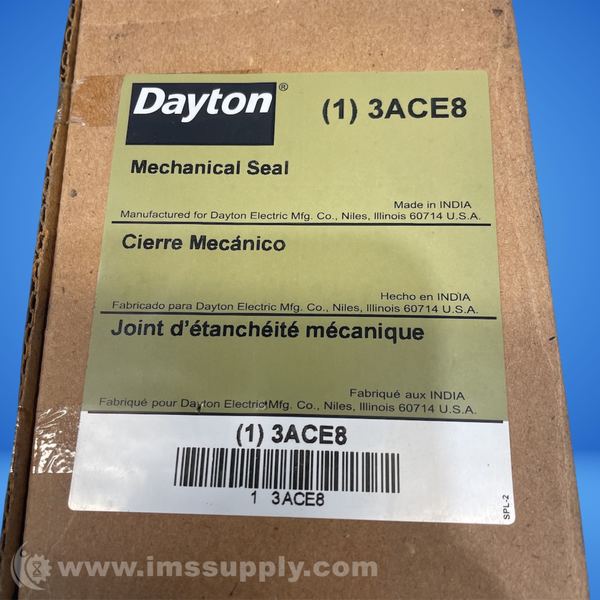 Dayton®
(1) 3ACE8
Mechanical Seal
Made in INDIA
Manufactured for Dayton Electric Mfg. Co., Niles, Illinois 60714 U.S.A.
Cierre Mecánico
Hecho en INDIA
Fabricado para Dayton Electric Mfg. Co., Niles, Illinois 60714 U.S.A.
Joint d'étanchéité mécanique
Fabriqué aux INDIA
Fabriqué pour Dayton Electric Mfg. Co., Niles, Illinois 60714 U.S.A.
(1) 3ACE8
1 3ACE8
SPL-2
www.imssupply.com